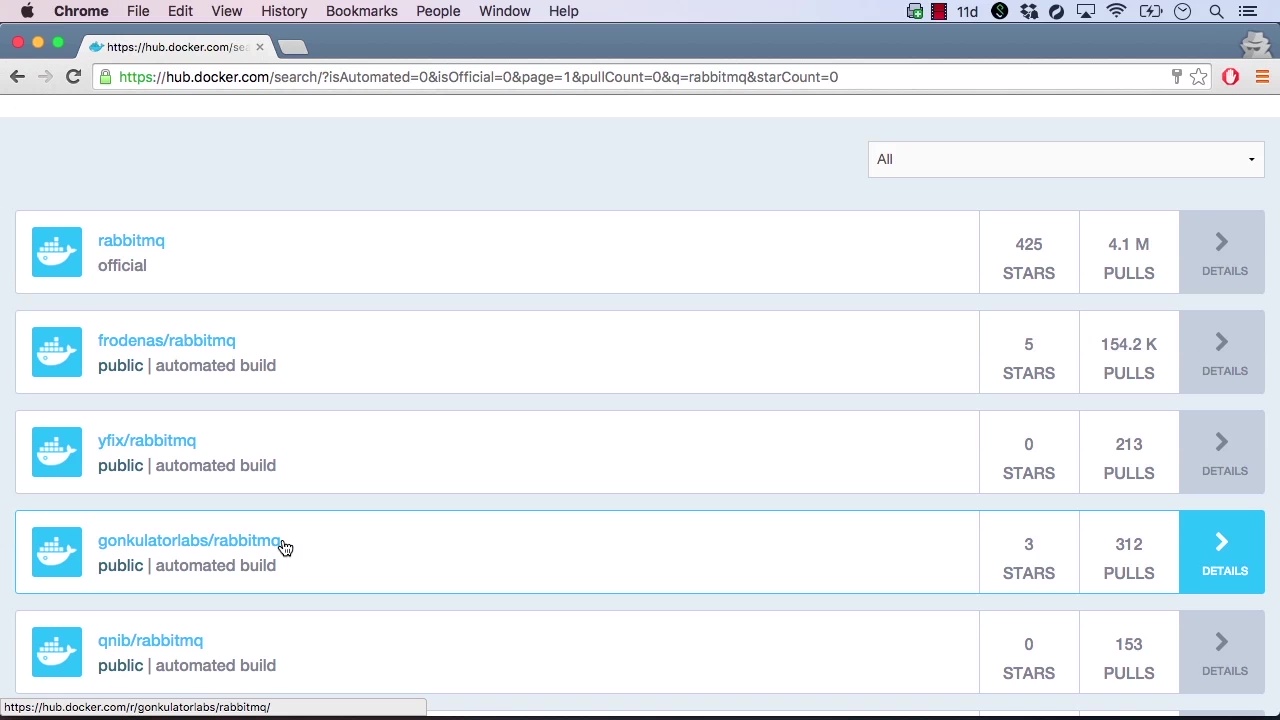 Chrome File Edit View History Bookmarks People Window Help 11d
https://hub.docker.com/sea
https://hub.docker.com/search/?isAutomated=0&isOfficial=0&page=1&pullCount=0&q=rabbitmq&starCount=0
All
rabbitmq
official
425
STARS
4.1 M
PULLS
DETAILS
frodenas/rabbitmq
public | automated build
5
STARS
154.2 K
PULLS
DETAILS
yfix/rabbitmq
public | automated build
0
STARS
213
PULLS
DETAILS
gonkulatorlabs/rabbitmq
public | automated build
3
STARS
312
PULLS
DETAILS
qnib/rabbitmq
public | automated build
0
STARS
153
PULLS
DETAILS
https://hub.docker.com/r/gonkulatorlabs/rabbitmq/